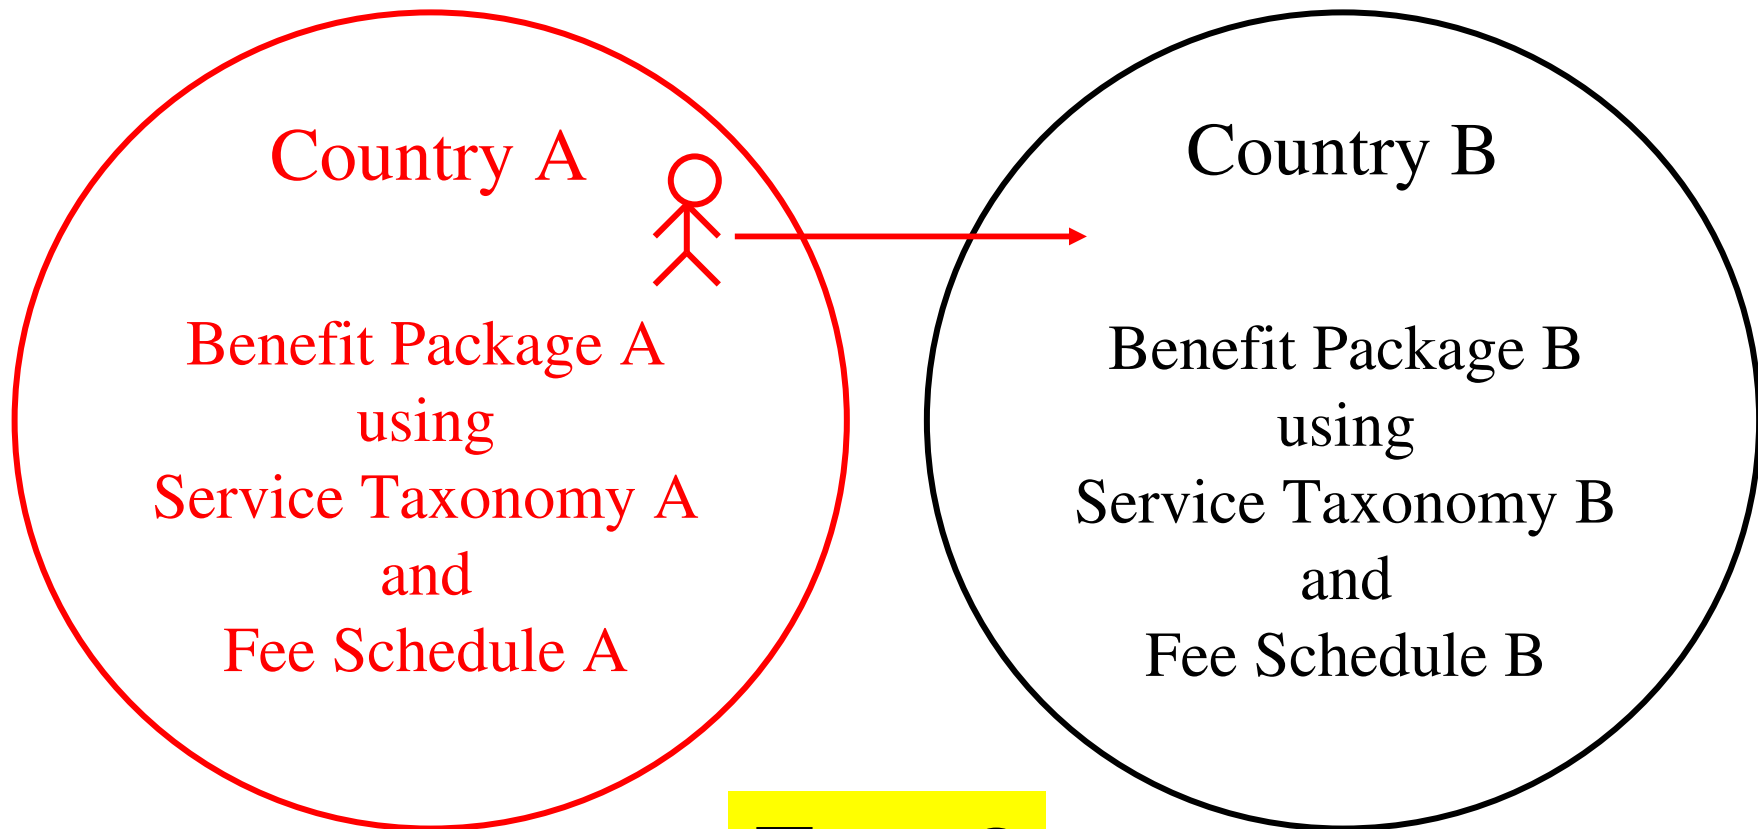 Country A
Benefit Package A
using
Service Taxonomy A
and
Fee Schedule A
Country B
Benefit Package B
using
Service Taxonomy B
and
Fee Schedule B